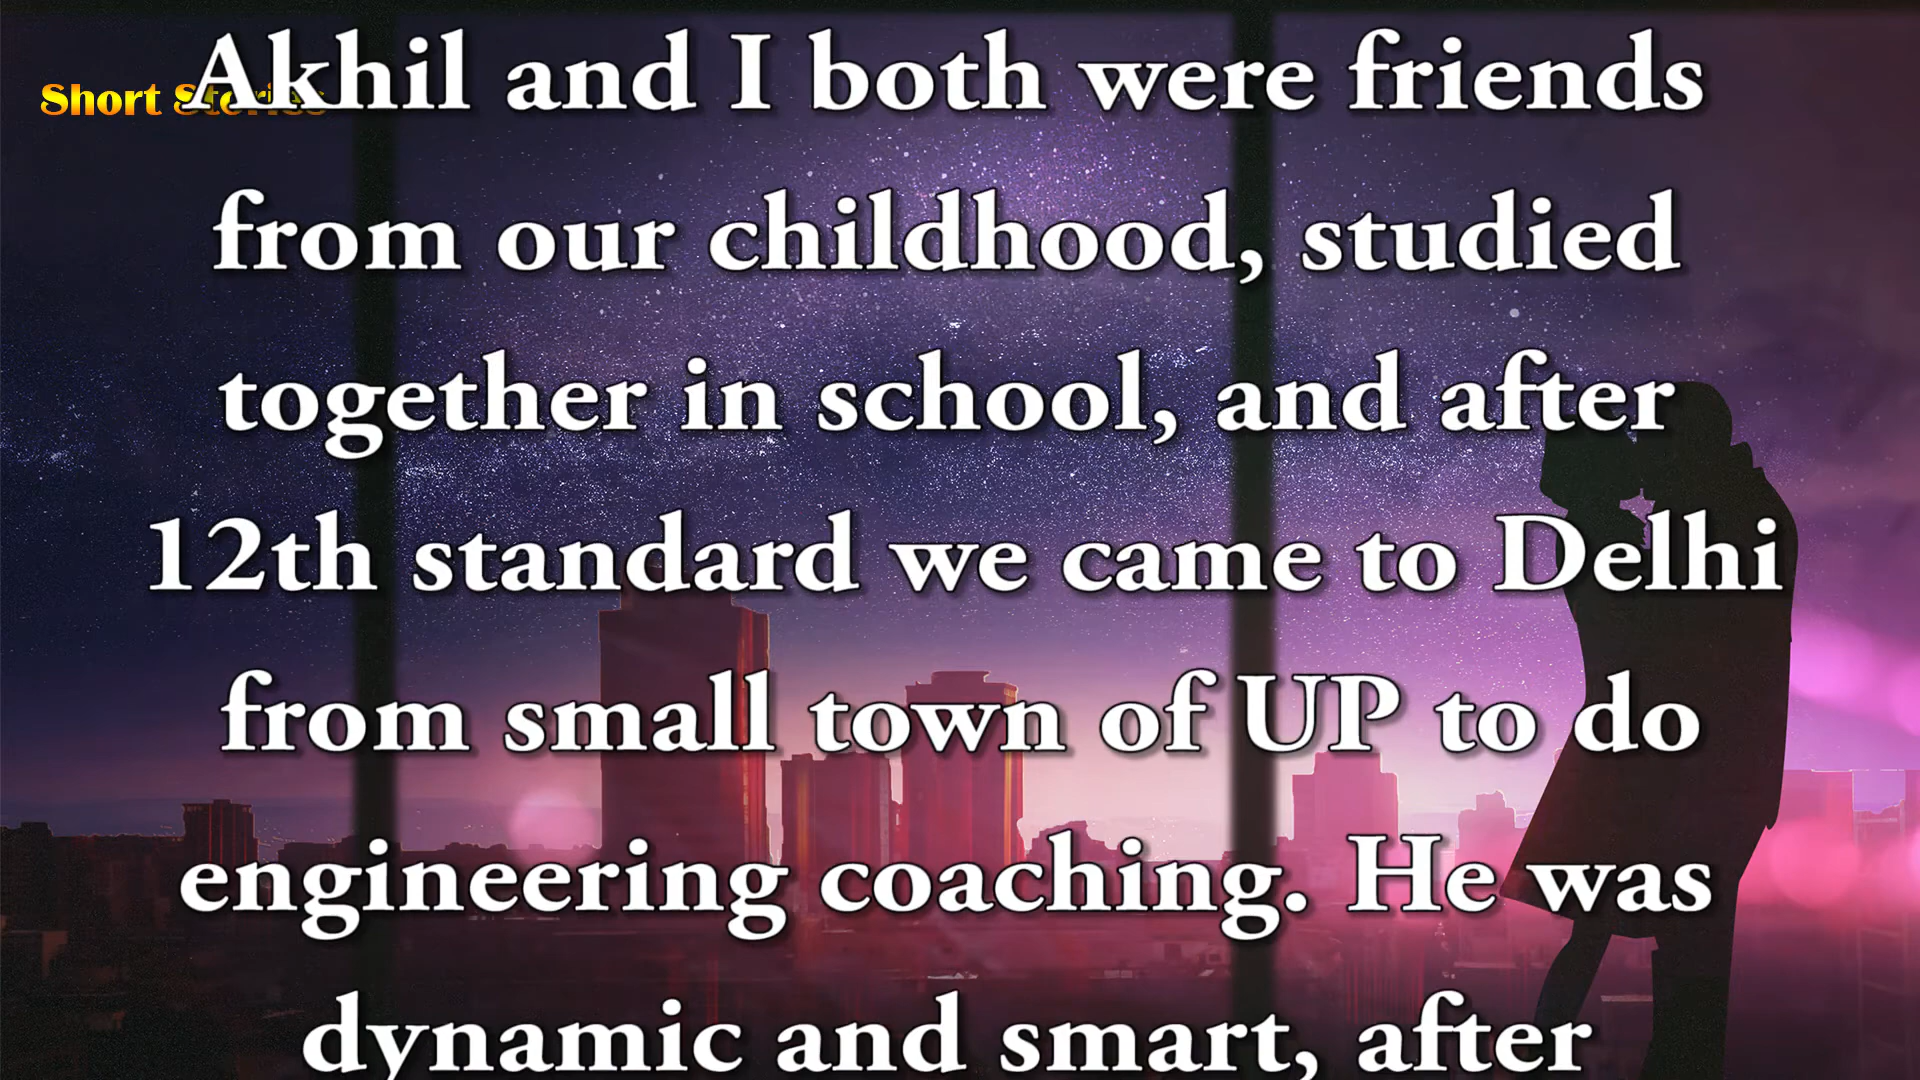 Short Stories
Akhil and I both were friends
from our childhood, studied
together in school, and after
12th standard we came to Delhi
from small town of UP to do
engineering coaching. He was
dynamic and smart, after